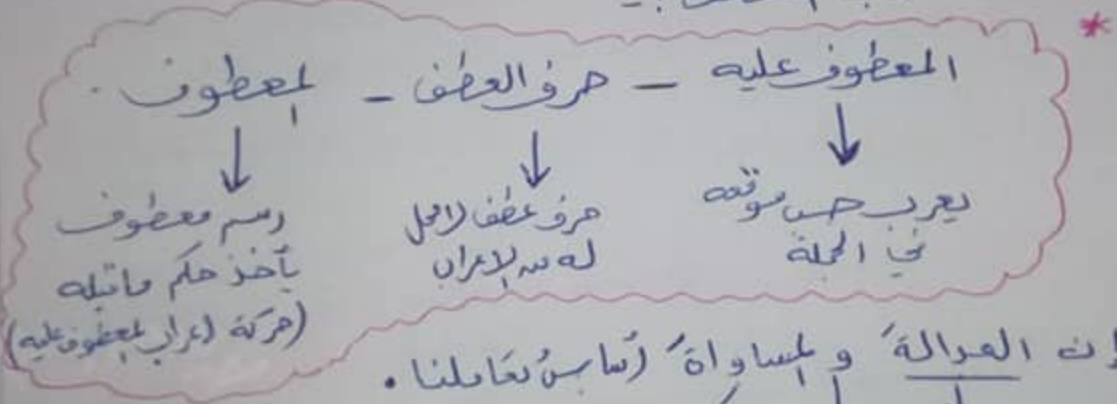 المعطوف عليه – حرف العطف – المعطوف.
يعرب حسب موقعه
في الجملة
حرف عطف لا محل
له من الإعراب
اسم معطوف
يأخذ حكم ما قبله
(حركة إعراب المعطوف عليه)
إن العدالةَ والمساواةَ أساسُ تعاملنا.